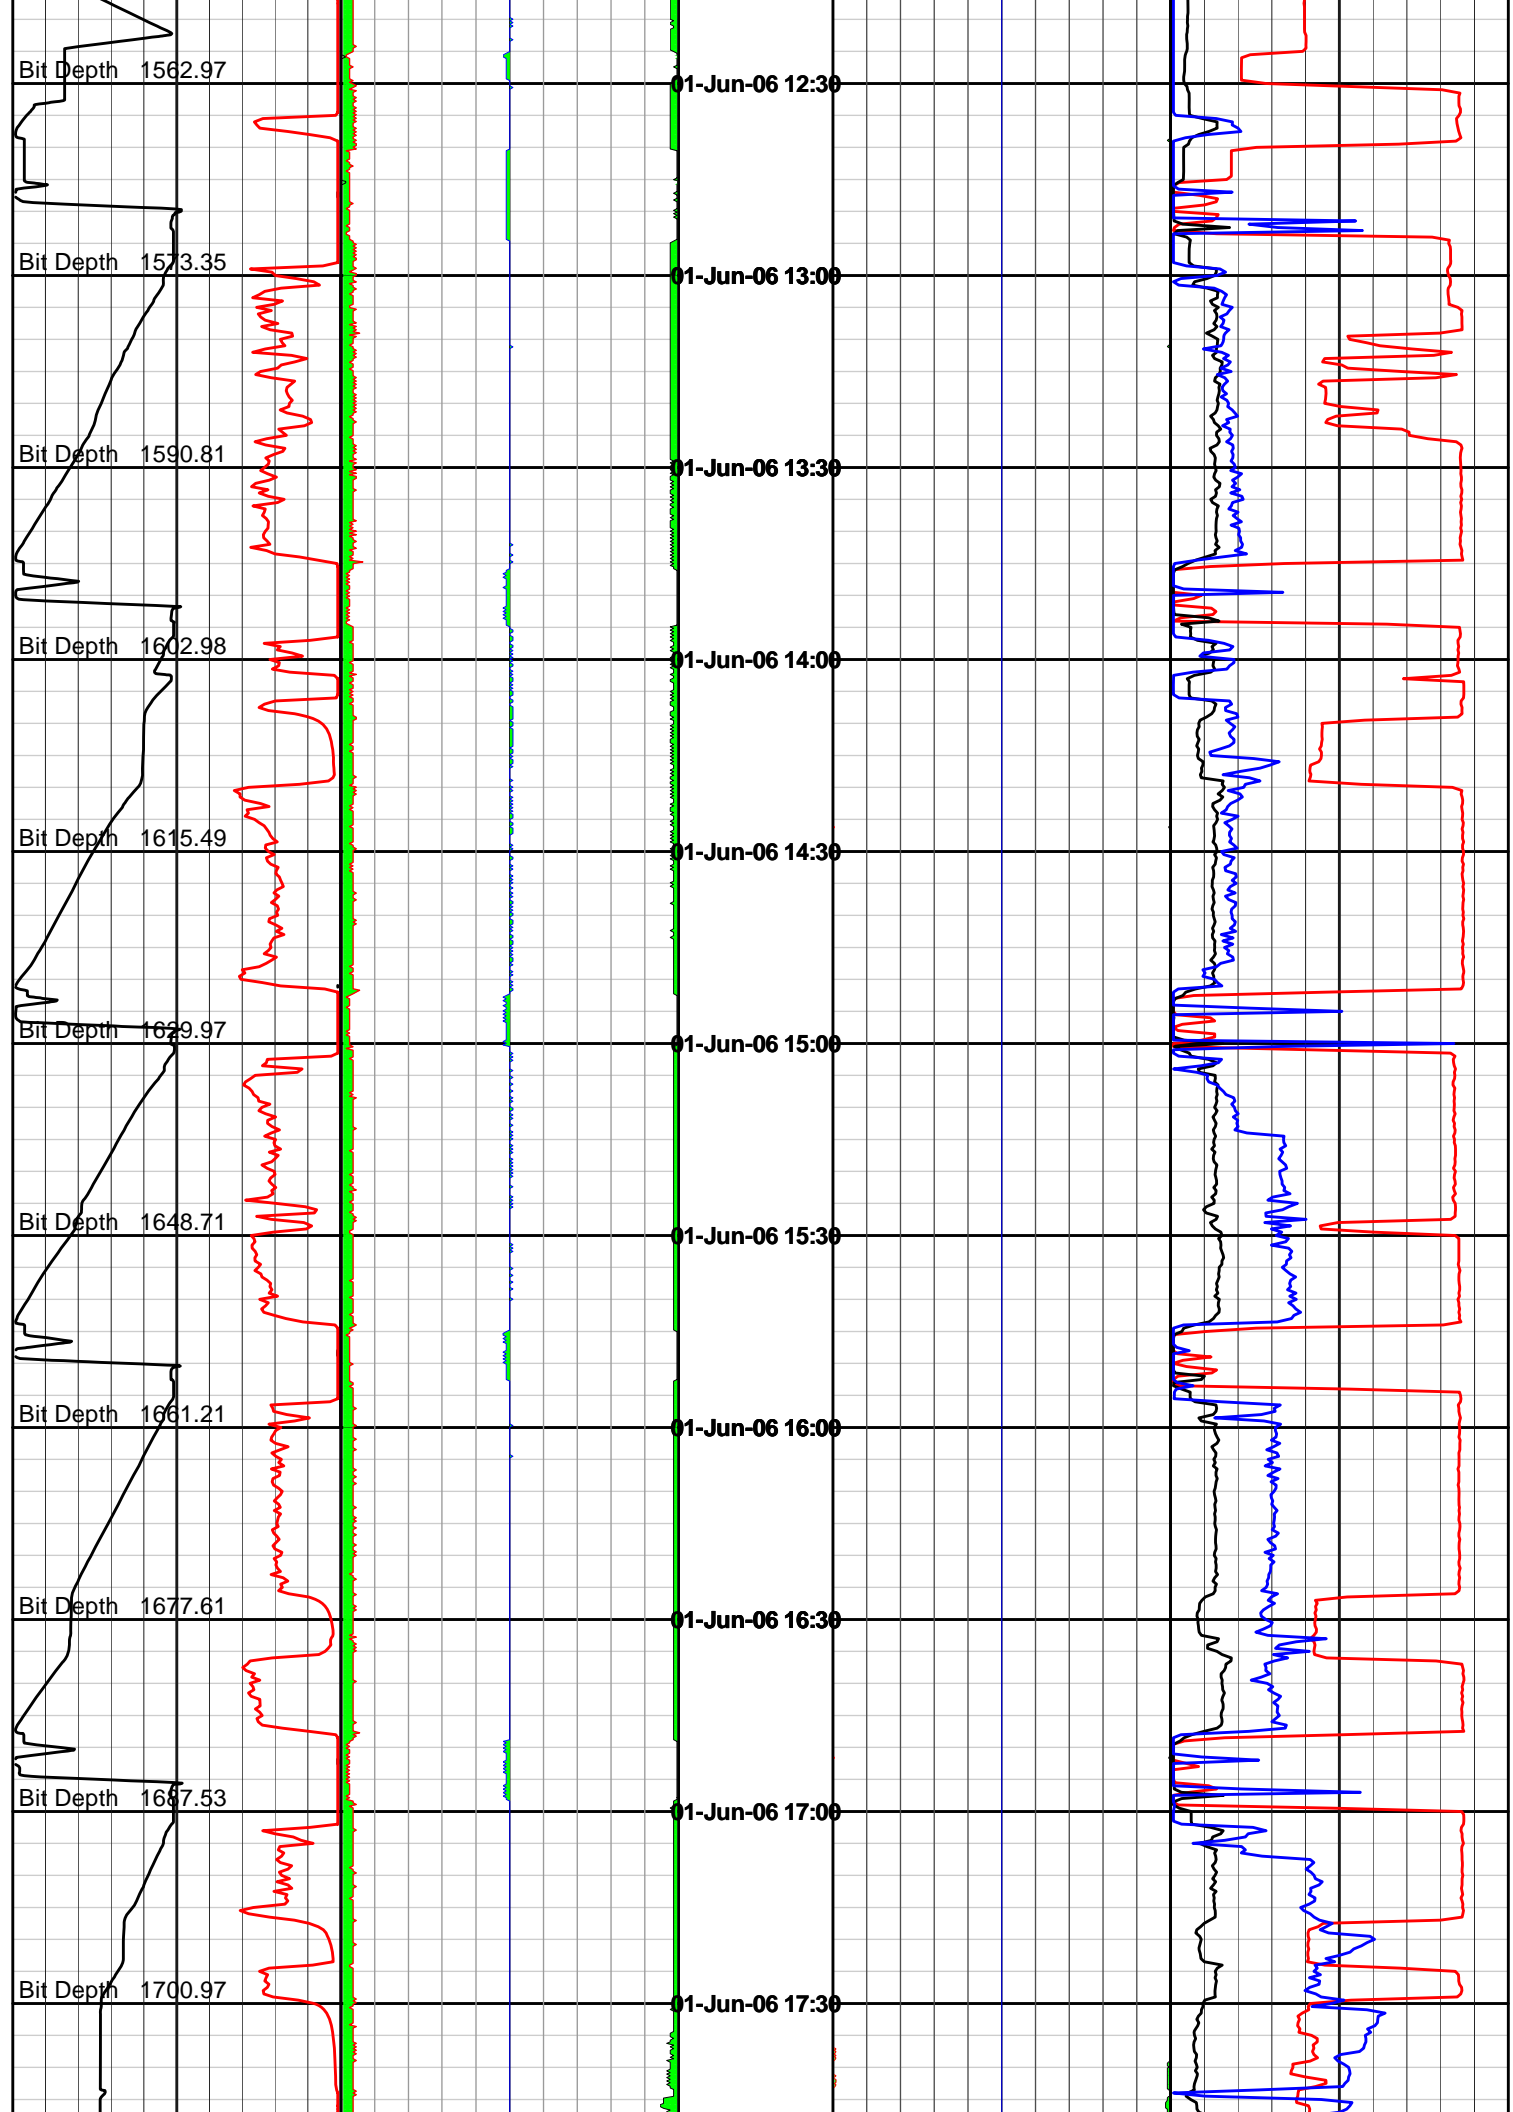 Bit Depth 1562.97
01-Jun-06 12:30
Bit Depth 1573.35
01-Jun-06 13:00
Bit Depth 1590.81
01-Jun-06 13:30
Bit Depth 1602.98
01-Jun-06 14:00
Bit Depth 1615.49
01-Jun-06 14:30
Bit Depth 1629.97
01-Jun-06 15:00
Bit Depth 1648.71
01-Jun-06 15:30
Bit Depth 1661.21
01-Jun-06 16:00
Bit Depth 1677.61
01-Jun-06 16:30
Bit Depth 1687.53
01-Jun-06 17:00
Bit Depth 1700.97
01-Jun-06 17:30